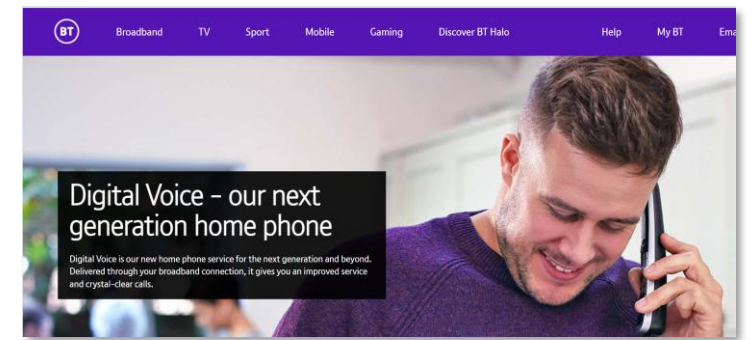 BT
Broadband TV Sport Mobile Gaming Discover BT Halo Help My BT
Digital Voice – our next
generation home phone
Digital Voice is our new home phone service for the next generation and beyond.
Delivered through your broadband connection, it gives you an improved service
and crystal-clear calls.